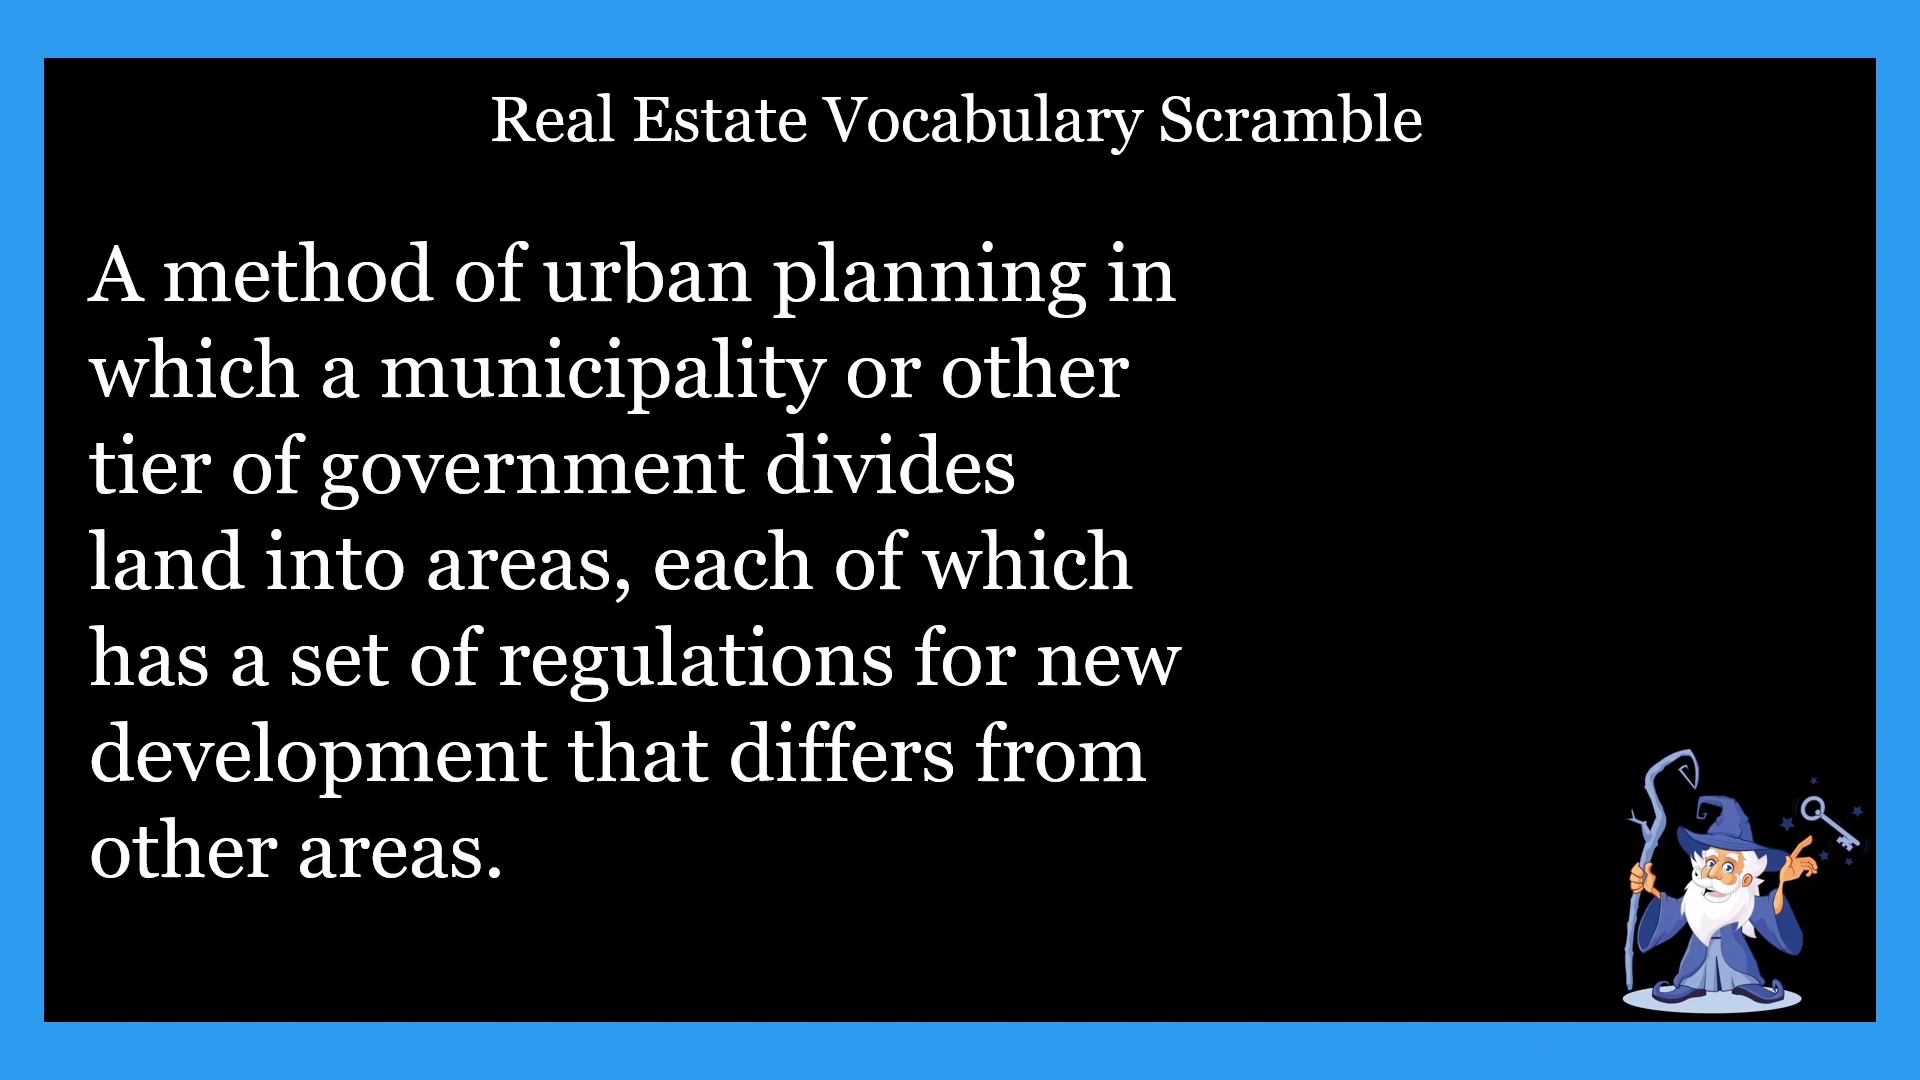 Real Estate Vocabulary Scramble
A method of urban planning in
which a municipality or other
tier of government divides
land into areas, each of which
has a set of regulations for new
development that differs from
other areas.